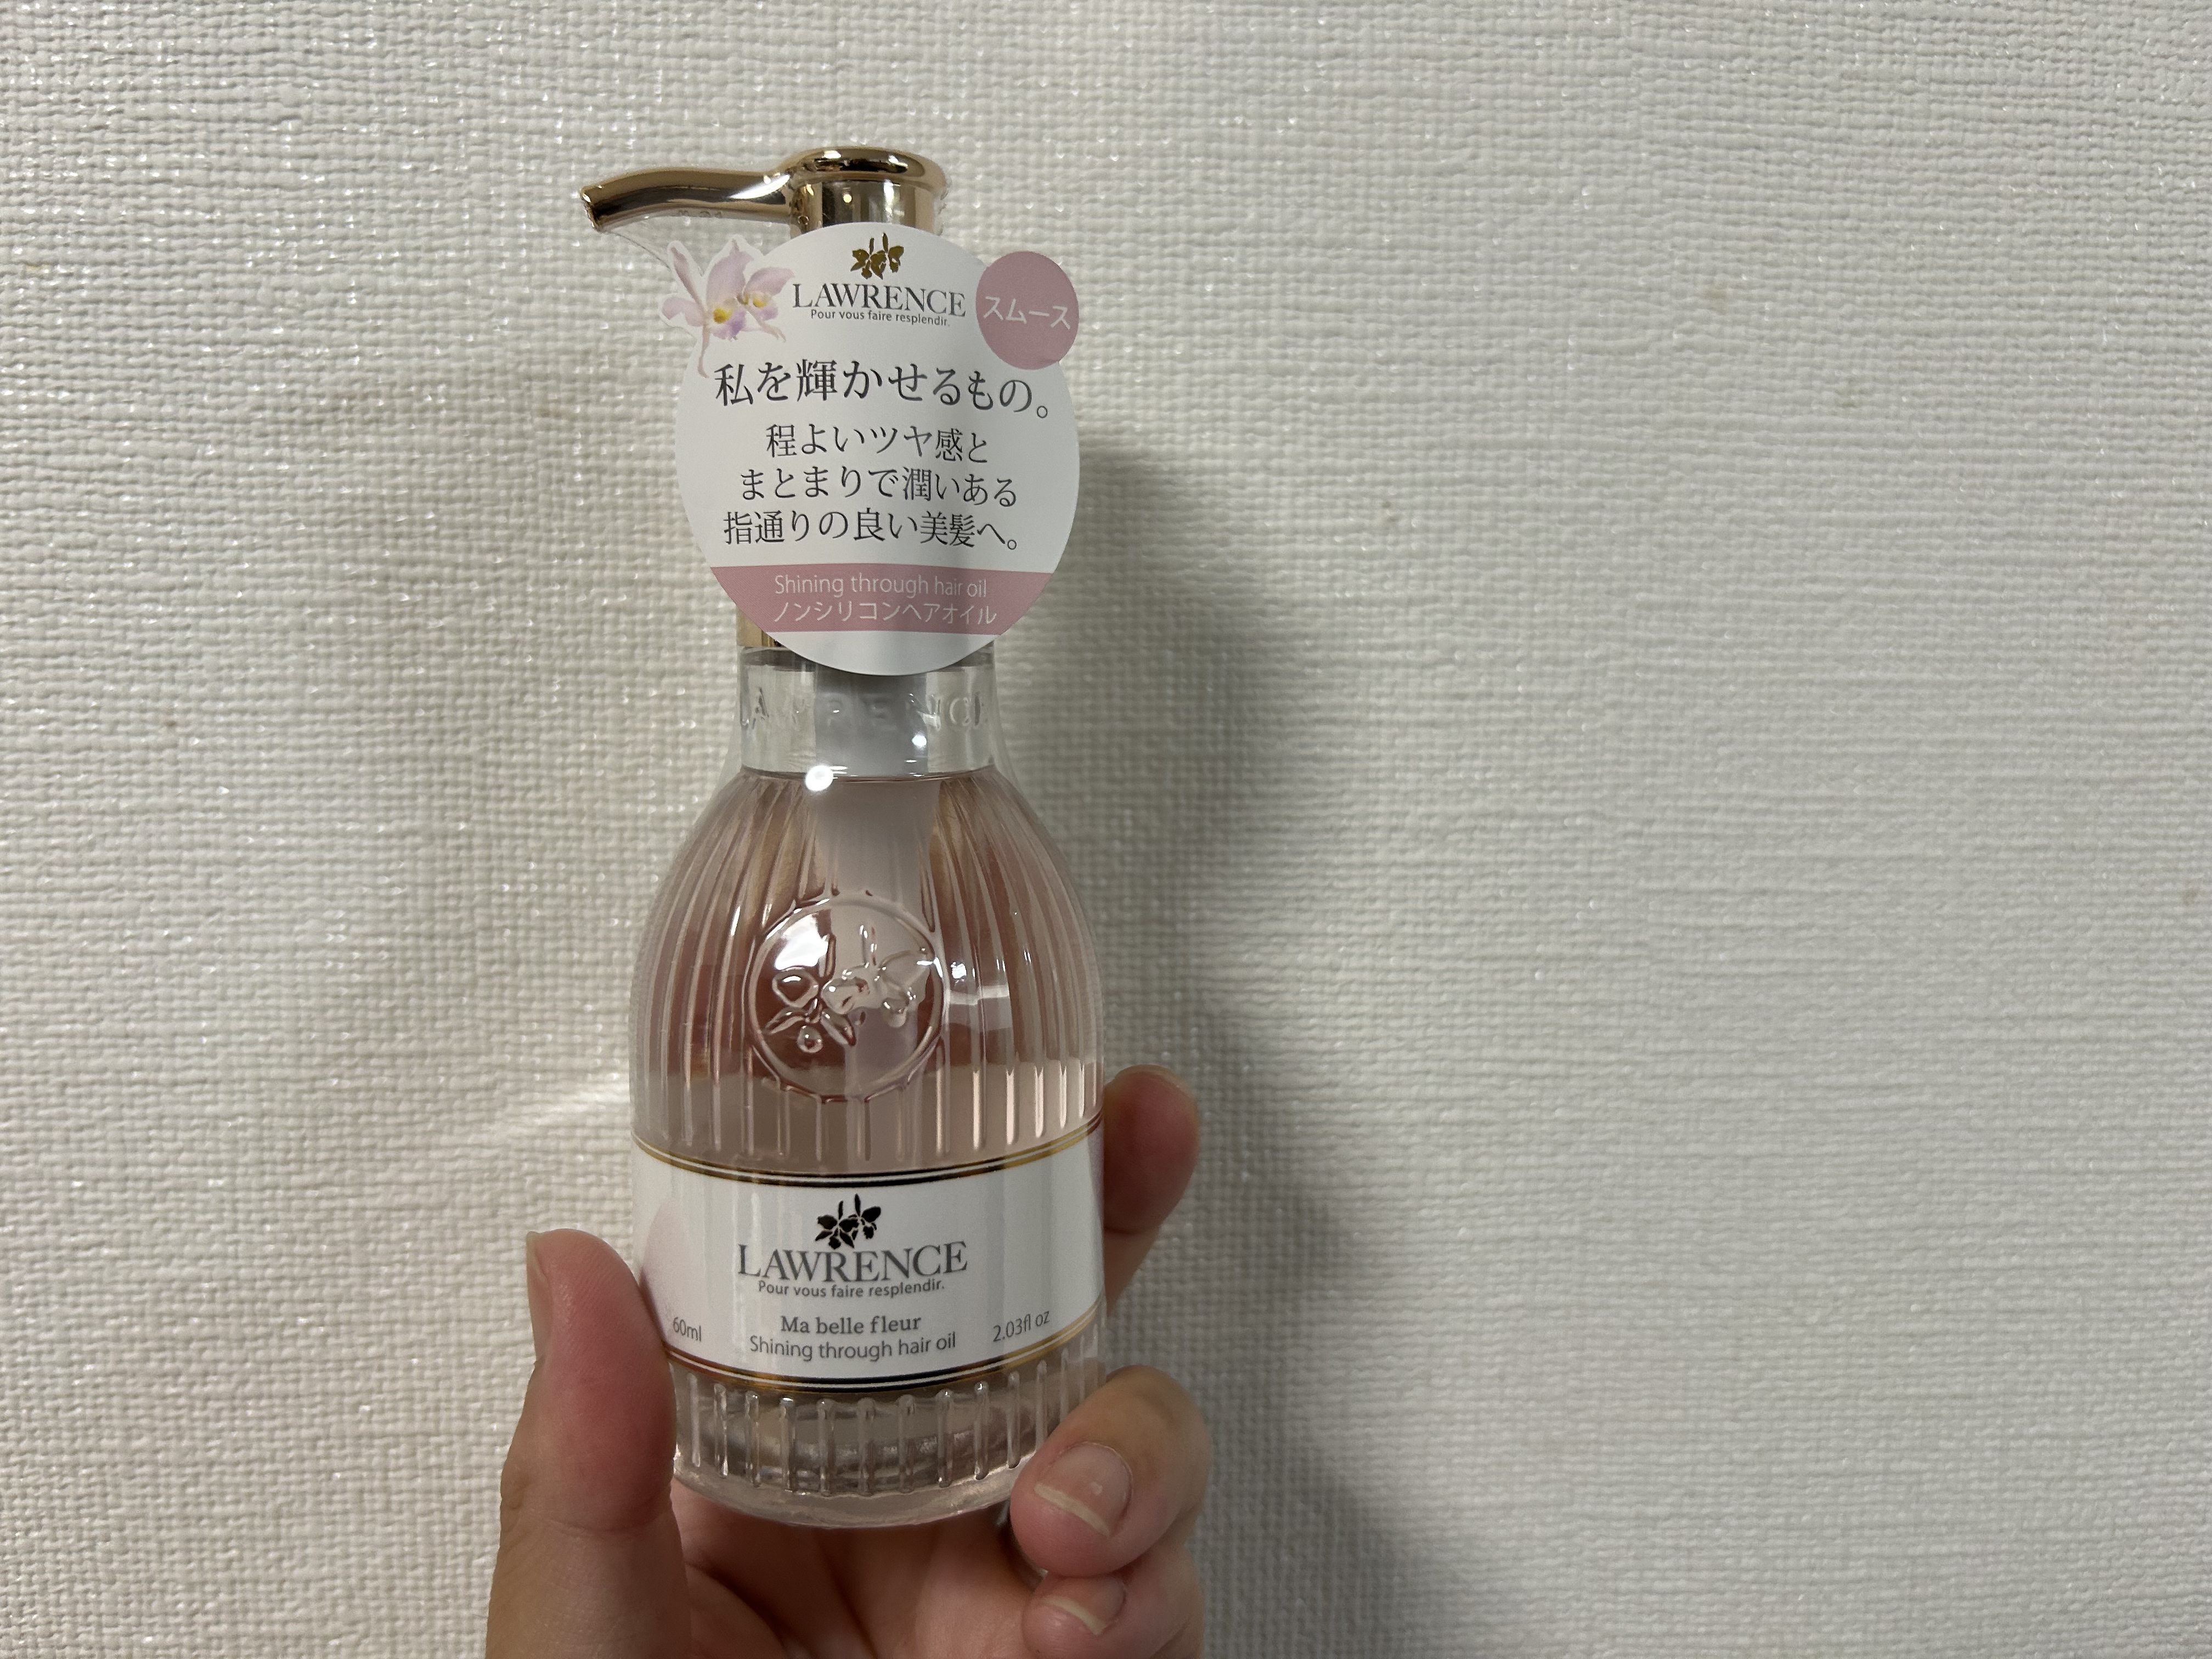 LAWRENCE
Pour vous faire resplendir.
スムース
私を輝かせるもの。
程よいツヤ感と
まとまりで潤いある
指通りの良い美髪へ。
Shining through hair oil
ノンシリコンヘアオイル
LAWRENCE
LAWRENCE
Pour vous faire resplendir.
Ma belle fleur
Shining through hair oil
60ml
2.03fl oz